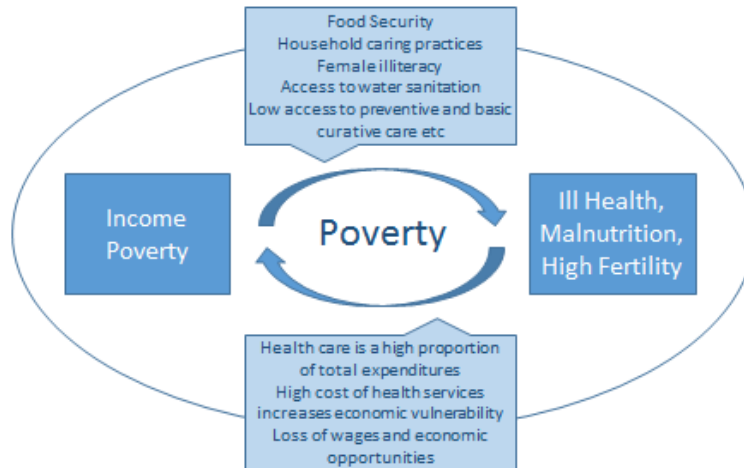 Food Security
Household caring practices
Female illiteracy
Access to water sanitation
Low access to preventive and basic
curative care etc
Income
Poverty
Poverty
Ill Health,
Malnutrition,
High Fertility
Health care is a high proportion
of total expenditures
High cost of health services
increases economic vulnerability
Loss of wages and economic
opportunities